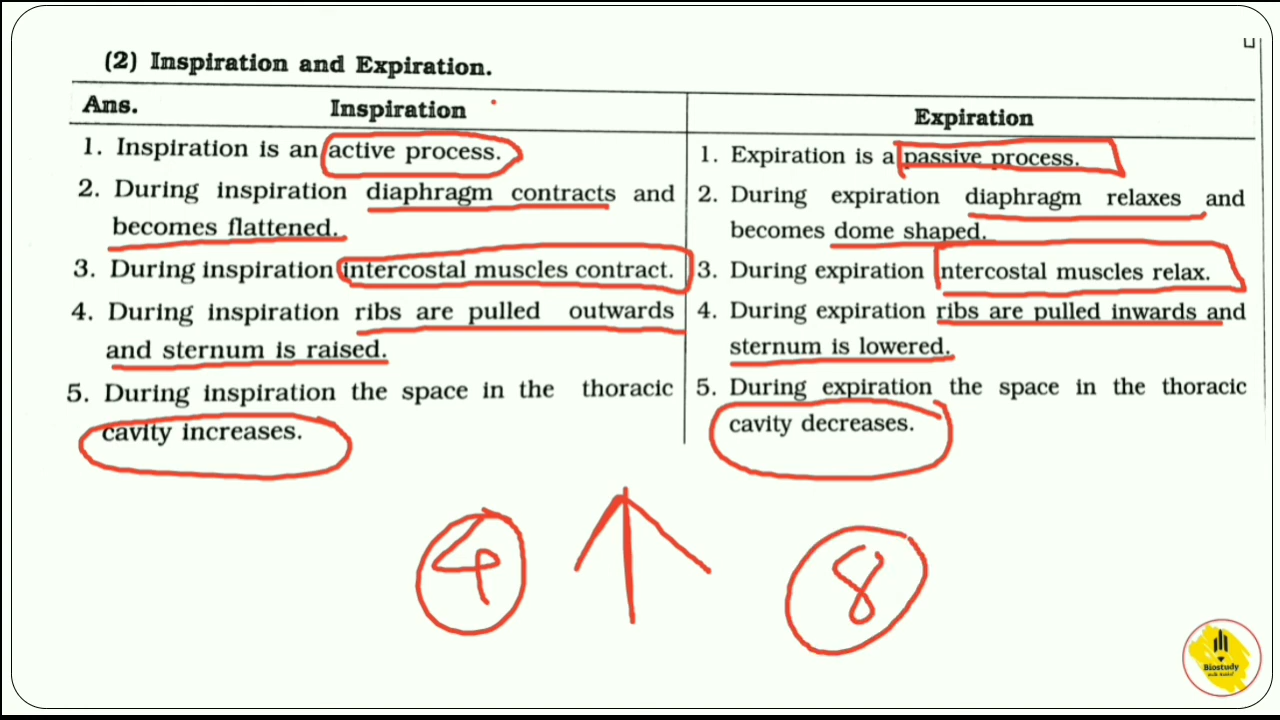 (2) Inspiration and Expiration.
Ans. Inspiration
1. Inspiration is an active process.
2. During inspiration diaphragm contracts and
becomes flattened.
3. During inspiration intercostal muscles contract.
4. During inspiration ribs are pulled outwards
and sternum is raised.
5. During inspiration the space in the thoracic
cavity increases.
Expiration
1. Expiration is a passive process.
2. During expiration diaphragm relaxes and
becomes dome shaped.
3. During expiration intercostal muscles relax.
4. During expiration ribs are pulled inwards and
sternum is lowered.
5. During expiration the space in the thoracic
cavity decreases.
4
8
Biostudy